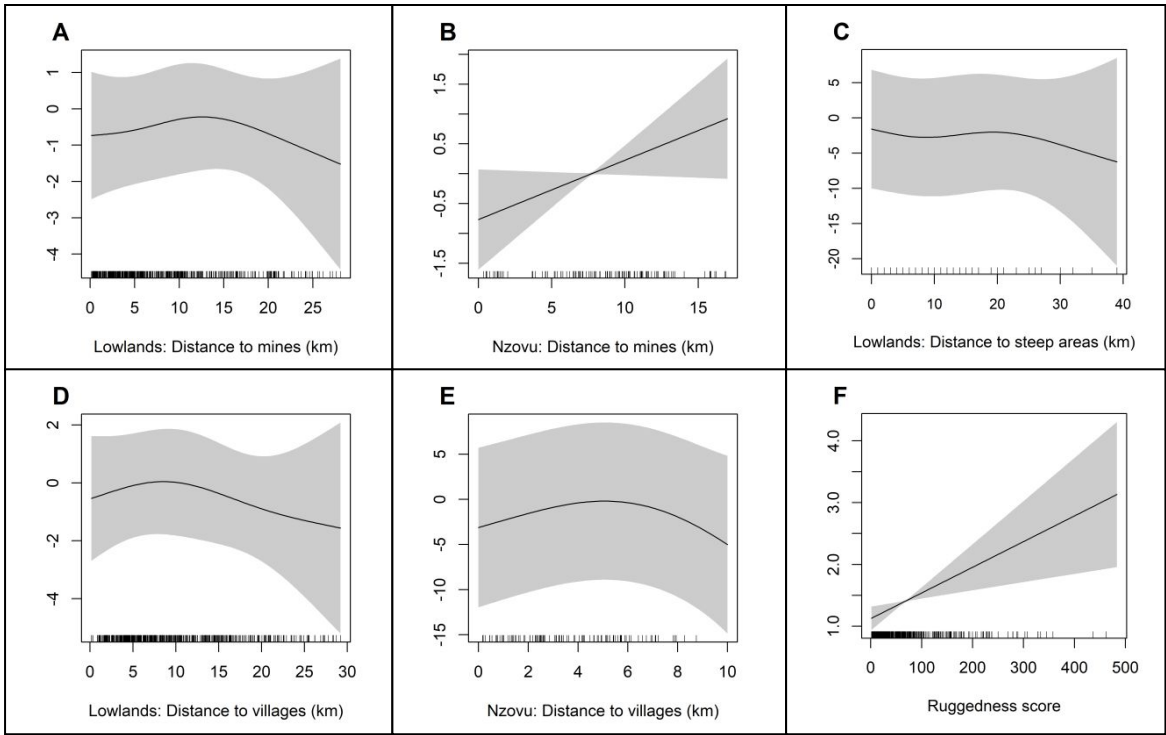 A
1
0
-1
-2
-3
-4
0 5 10 15 20 25
Lowlands: Distance to mines (km)
B
1.5
0.5
-0.5
-1.5
0 5 10 15
Nzovu: Distance to mines (km)
C
5
0
-5
-10
-15
-20
0 10 20 30 40
Lowlands: Distance to steep areas (km)
D
2
0
-2
-4
0 5 10 15 20 25 30
Lowlands: Distance to villages (km)
E
5
0
-5
-10
-15
0 2 4 6 8 10
Nzovu: Distance to villages (km)
F
4.0
3.0
2.0
1.0
0 100 200 300 400 500
Ruggedness score